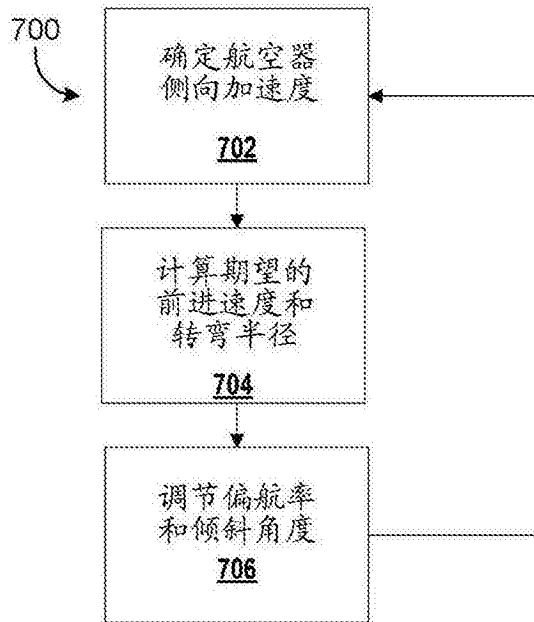 700
确定航空器
侧向加速度
702
计算期望的
前进速度和
转弯半径
704
调节偏航率
和倾斜角度
706